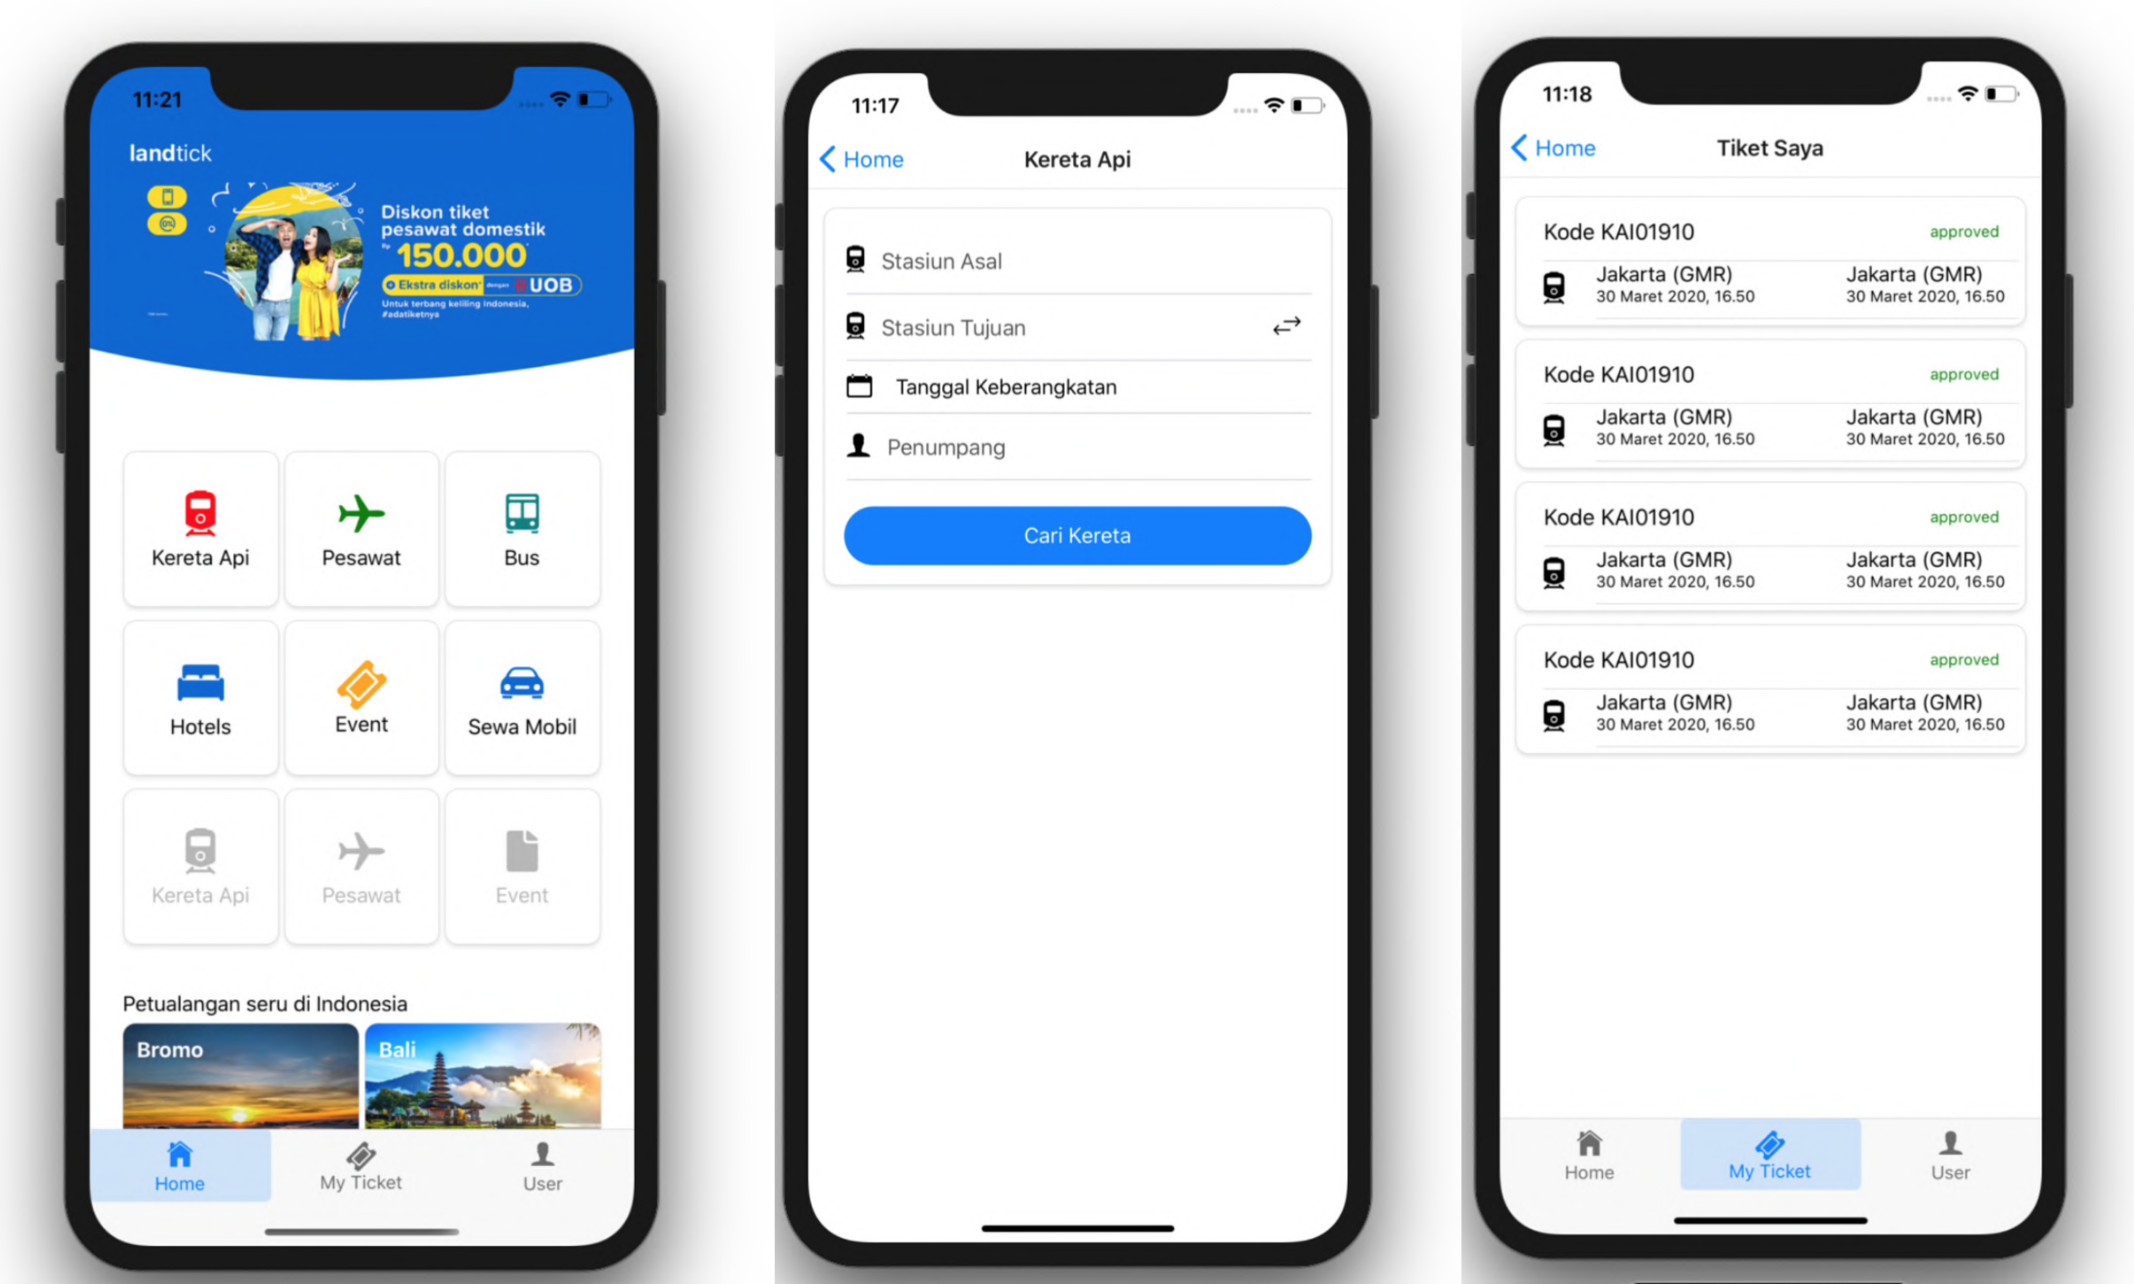 11:21
landtick
Diskon tiket
pesawat domestik
Rp 150.000
Ekstra diskon* dengan UOB
Untuk terbang keliling Indonesia,
#adatiketnya
Kereta Api
Pesawat
Bus
Hotels
Event
Sewa Mobil
Kereta Api
Pesawat
Event
Petualangan seru di Indonesia
Bromo
Bali
Home
My Ticket
User
11:17
Home
Kereta Api
Stasiun Asal
Stasiun Tujuan
Tanggal Keberangkatan
Penumpang
Cari Kereta
11:18
Home
Tiket Saya
Kode KAI01910 approved
Jakarta (GMR) Jakarta (GMR)
30 Maret 2020, 16.50 30 Maret 2020, 16.50
Kode KAI01910 approved
Jakarta (GMR) Jakarta (GMR)
30 Maret 2020, 16.50 30 Maret 2020, 16.50
Kode KAI01910 approved
Jakarta (GMR) Jakarta (GMR)
30 Maret 2020, 16.50 30 Maret 2020, 16.50
Kode KAI01910 approved
Jakarta (GMR) Jakarta (GMR)
30 Maret 2020, 16.50 30 Maret 2020, 16.50
Home
My Ticket
User